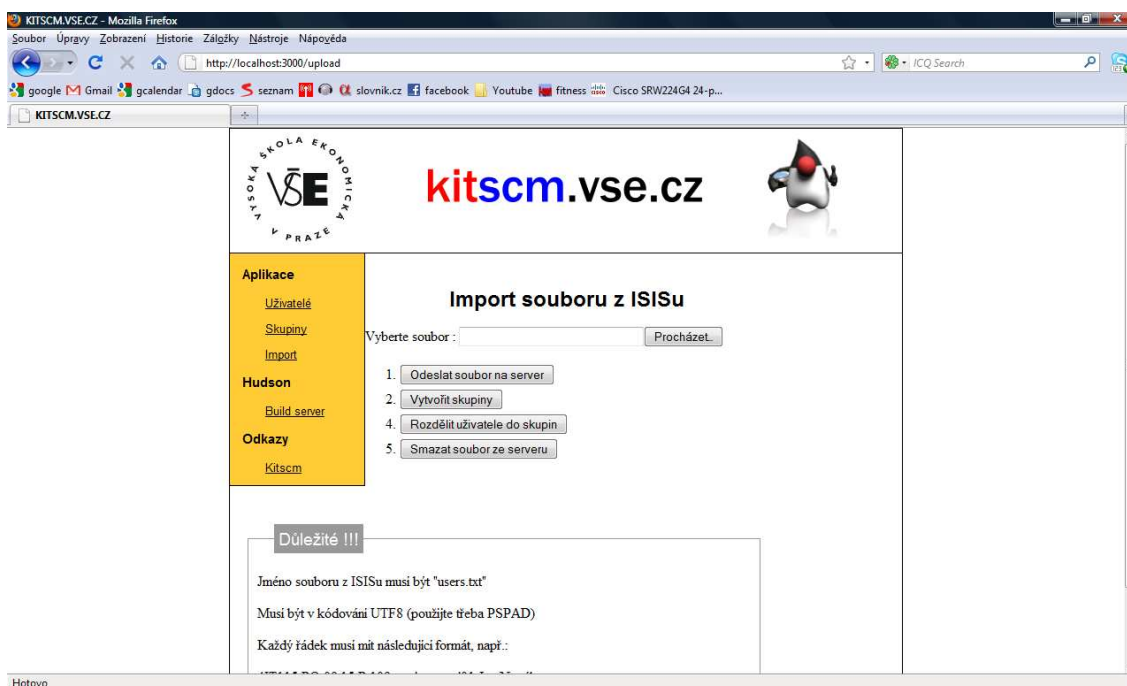 KITSCM.VSE.CZ - Mozilla Firefox
Soubor Úpravy Zobrazení Historie Záložky Nástroje Nápověda
http://localhost:3000/upload
ICQ Search
google Gmail gcalendar gdocs seznam slovnik.cz facebook Youtube fitness Cisco SRW224G4 24-p...
KITSCM.VSE.CZ
VYSOKÁ ŠKOLA EKONOMICKÁ V PRAZE
VŠE
kitscm.vse.cz
Aplikace
Uživatelé
Skupiny
Import
Hudson
Build server
Odkazy
Kitscm
Import souboru z ISISu
Vyberte soubor : Procházet..
1. Odeslat soubor na server
2. Vytvořit skupiny
4. Rozdělit uživatele do skupin
5. Smazat soubor ze serveru
Důležité !!!
Jméno souboru z ISISu musí být "users.txt"
Musí být v kódování UTF8 (použijte třeba PSPAD)
Každý řádek musí mít následující formát, např.:
Hotovo